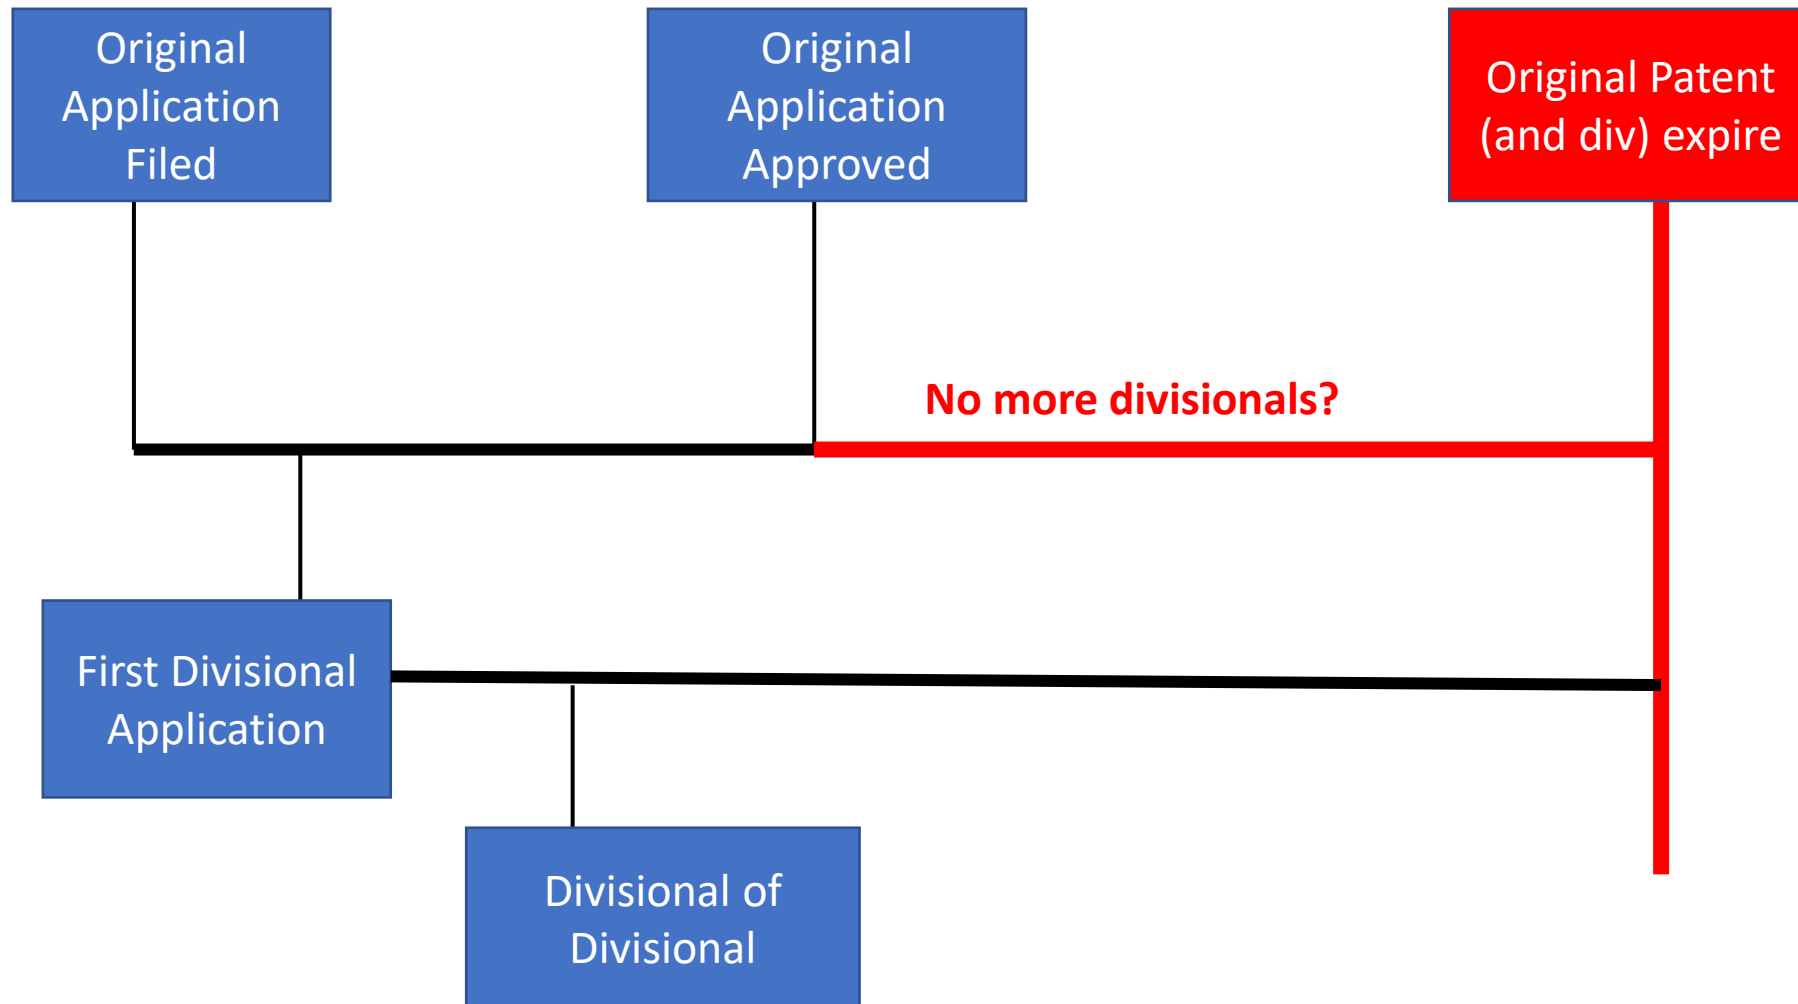 Original
Application
Filed
Original
Application
Approved
Original Patent
(and div) expire
No more divisionals?
First Divisional
Application
Divisional of
Divisional